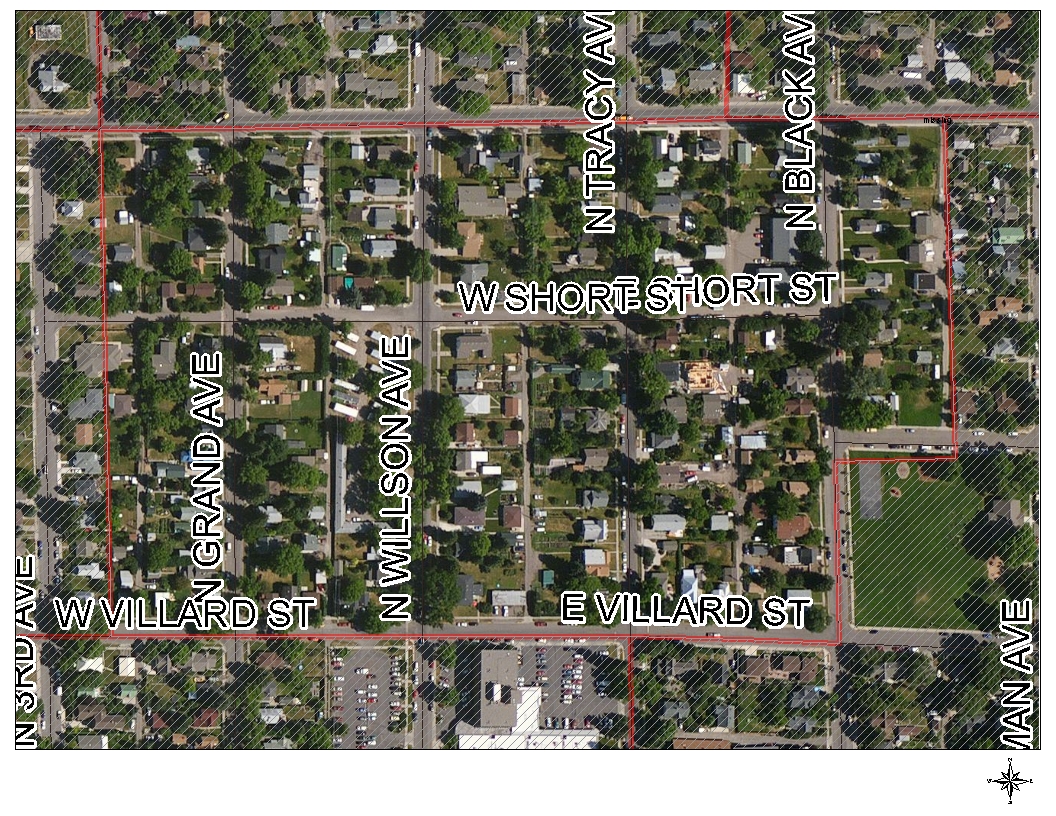 N TRACY AVE
N BLACK AV
W SHORT ST
E SHORT ST
N GRAND AVE
N WILLSON AVE
N 3RD AVE
W VILLARD ST
E VILLARD ST
MAN AVE